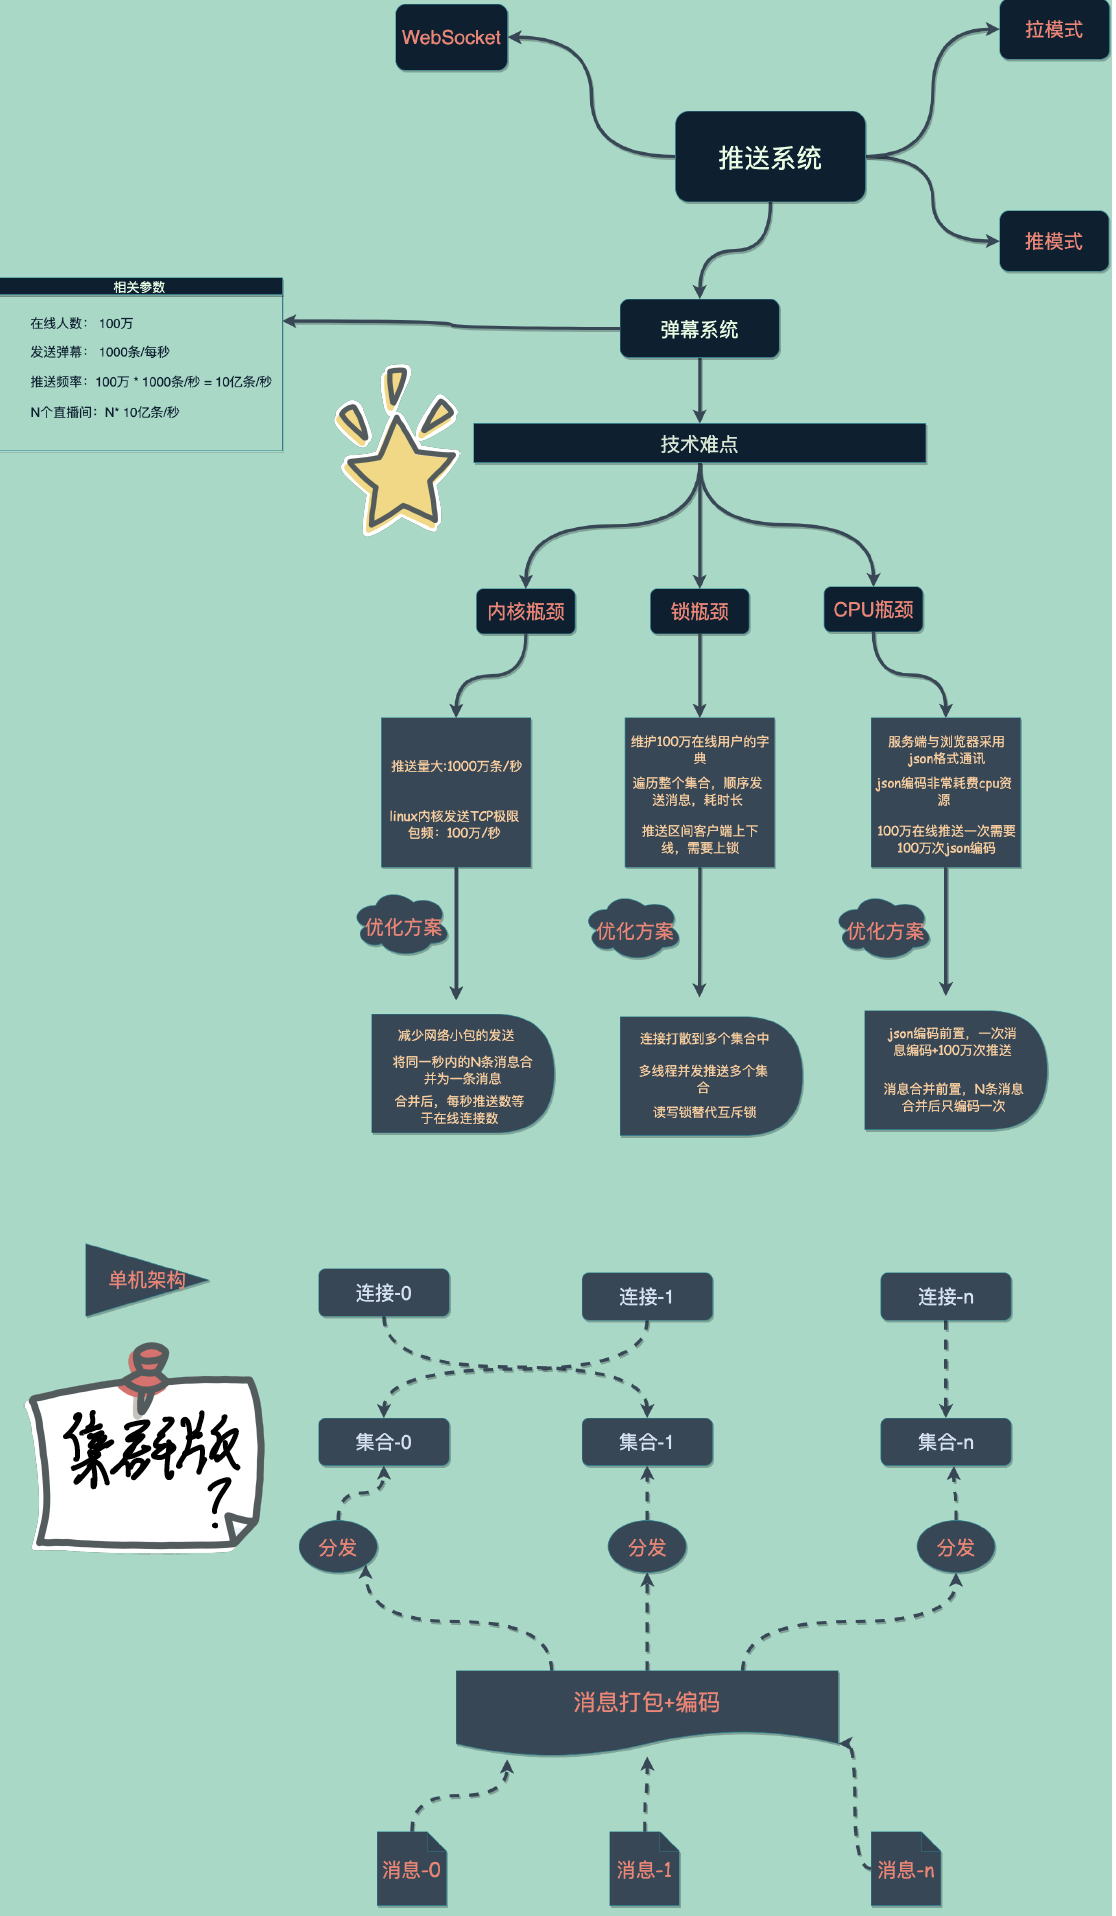 WebSocket
拉模式
推送系统
推模式
相关参数
在线人数： 100万
发送弹幕： 1000条/每秒
推送频率：100万 * 1000条/秒 = 10亿条/秒
N个直播间：N* 10亿条/秒
弹幕系统
技术难点
内核瓶颈
锁瓶颈
CPU瓶颈
推送量大:1000万条/秒
linux内核发送TCP极限
包频：100万/秒
维护100万在线用户的字
典
遍历整个集合，顺序发
送消息，耗时长
推送区间客户端上下
线，需要上锁
服务端与浏览器采用
json格式通讯
json编码非常耗费cpu资
源
100万在线推送一次需要
100万次json编码
优化方案
优化方案
优化方案
减少网络小包的发送
将同一秒内的N条消息合
并为一条消息
合并后，每秒推送数等
于在线连接数
连接打散到多个集合中
多线程并发推送多个集
合
读写锁替代互斥锁
json编码前置，一次消
息编码+100万次推送
消息合并前置，N条消息
合并后只编码一次
单机架构
连接-0
连接-1
连接-n
集群版
?
集合-0
集合-1
集合-n
分发
分发
分发
消息打包+编码
消息-0
消息-1
消息-n